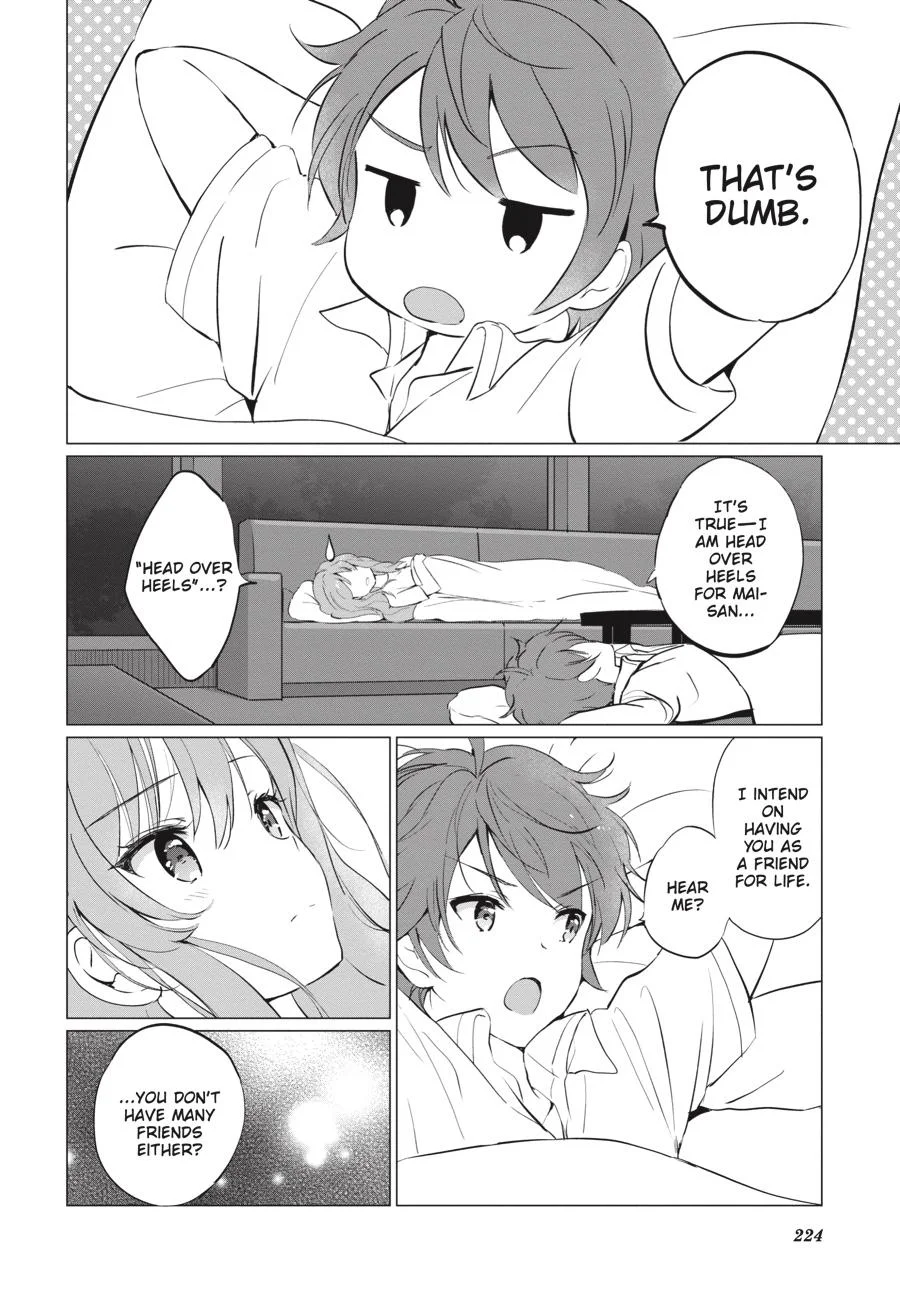 THAT'S
DUMB.
IT'S
TRUE—I
AM HEAD
OVER
HEELS
FOR MAI-
SAN...
"HEAD OVER
HEELS"...?
I INTEND
ON
HAVING
YOU AS
A FRIEND
FOR LIFE.
HEAR
ME?
...YOU DON'T
HAVE MANY
FRIENDS
EITHER?
224